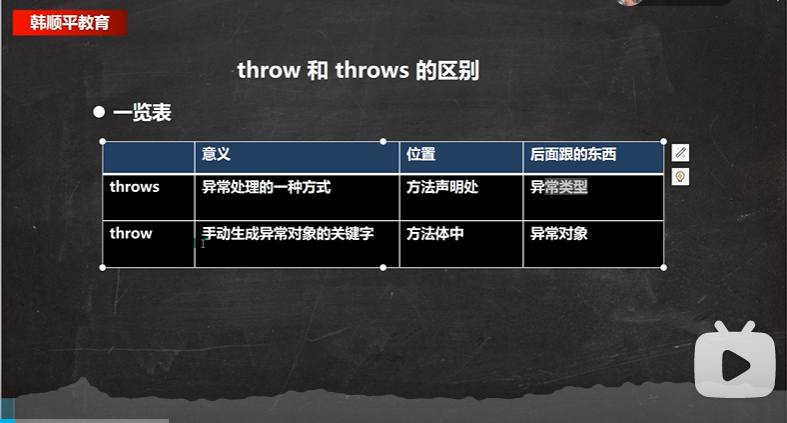 韩顺平教育
throw 和 throws 的区别
一览表
意义 位置 后面跟的东西
throws 异常处理的一种方式 方法声明处 异常类型
throw 手动生成异常对象的关键字 方法体中 异常对象